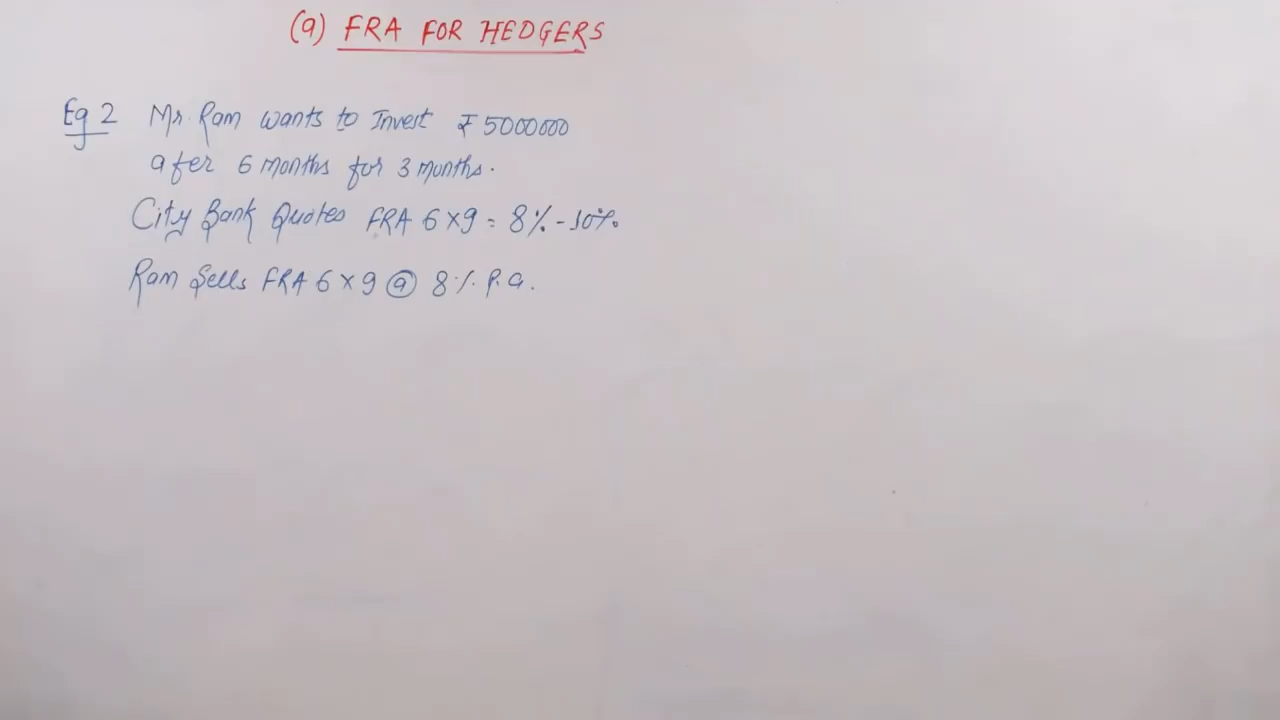 (a) FRA FOR HEDGERS
Eg 2 Mr. Ram wants to Invest ₹ 5000000
after 6 months for 3 months.
City Bank Quotes FRA 6×9 = 8% - 10%
Ram Sells FRA 6×9 @ 8% P.a.